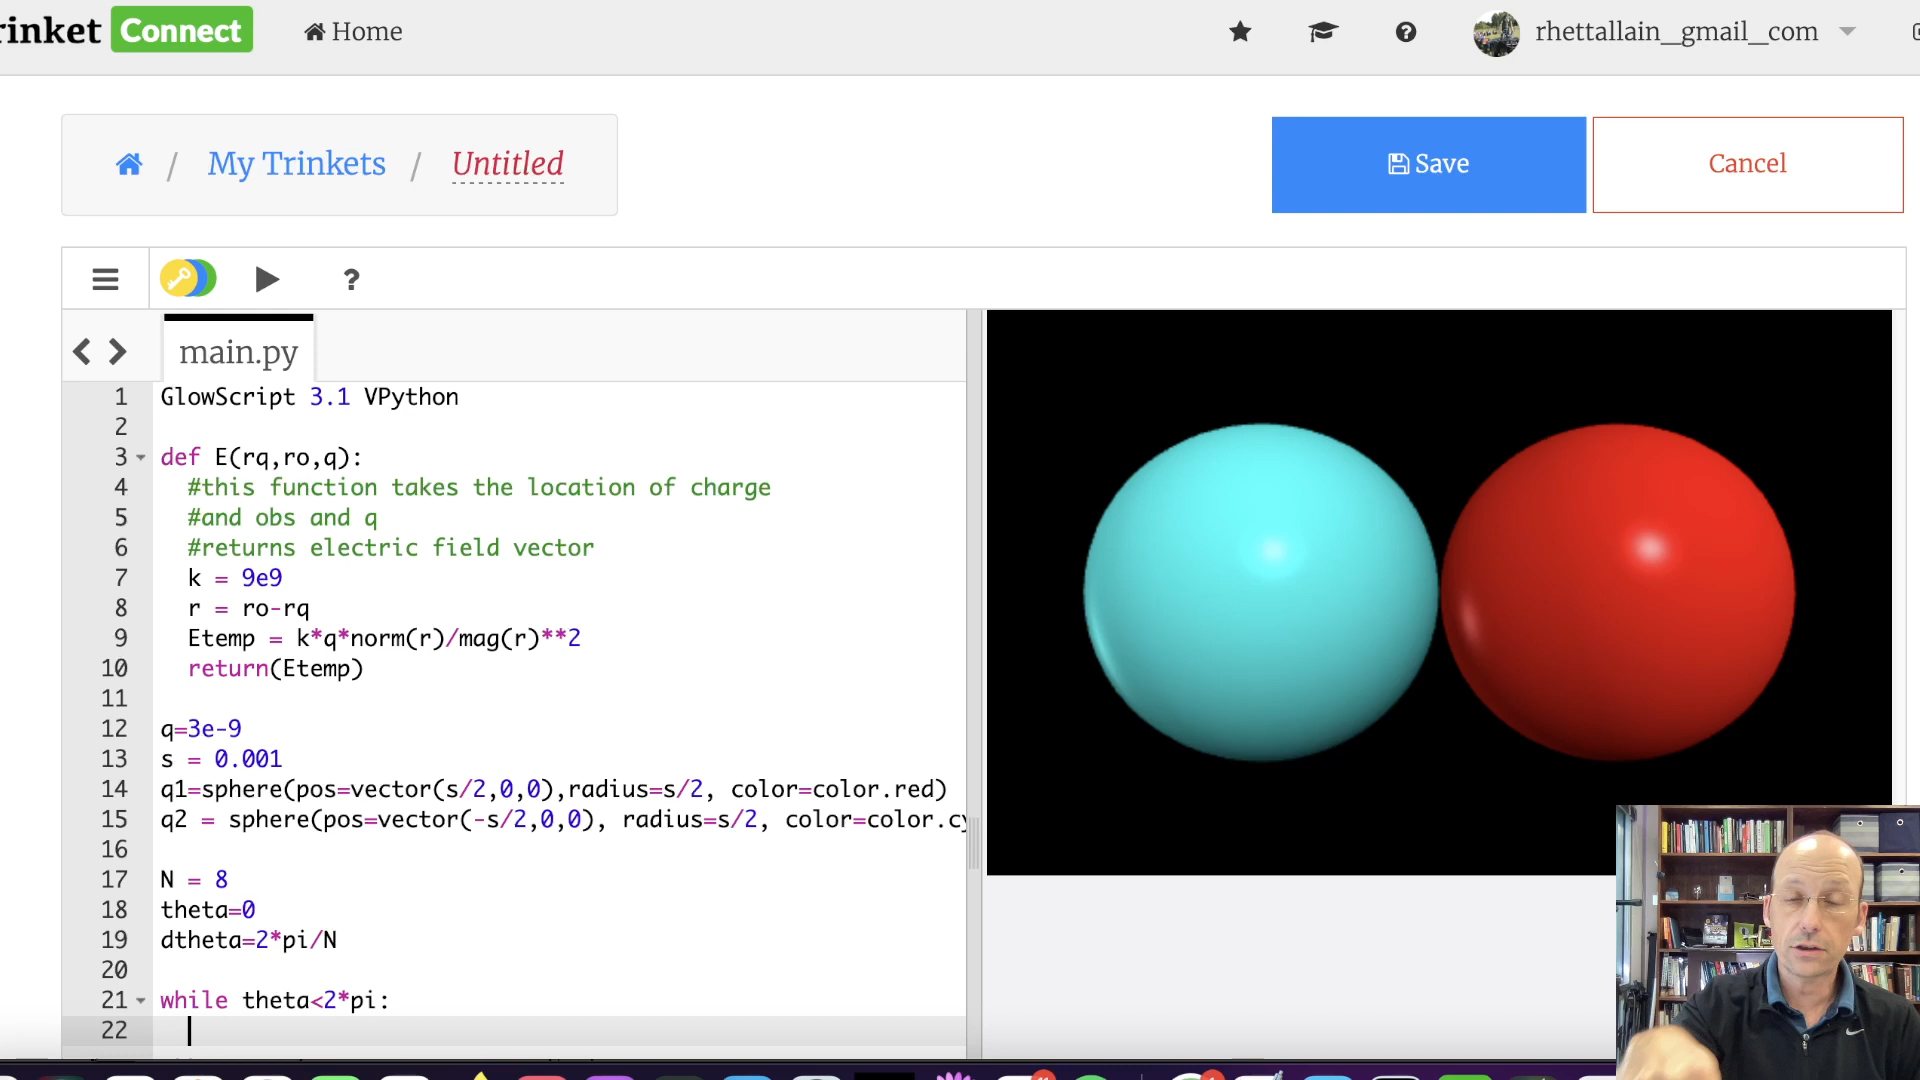 rinket Connect Home rhettallain_gmail_com
/ My Trinkets / Untitled
Save Cancel
?
main.py
1 GlowScript 3.1 VPython
2
3 def E(rq,ro,q):
4 #this function takes the location of charge
5 #and obs and q
6 #returns electric field vector
7 k = 9e9
8 r = ro-rq
9 Etemp = k*q*norm(r)/mag(r)**2
10 return(Etemp)
11
12 q=3e-9
13 s = 0.001
14 q1=sphere(pos=vector(s/2,0,0),radius=s/2, color=color.red)
15 q2 = sphere(pos=vector(-s/2,0,0), radius=s/2, color=color.cy
16
17 N = 8
18 theta=0
19 dtheta=2*pi/N
20
21 while theta<2*pi:
22